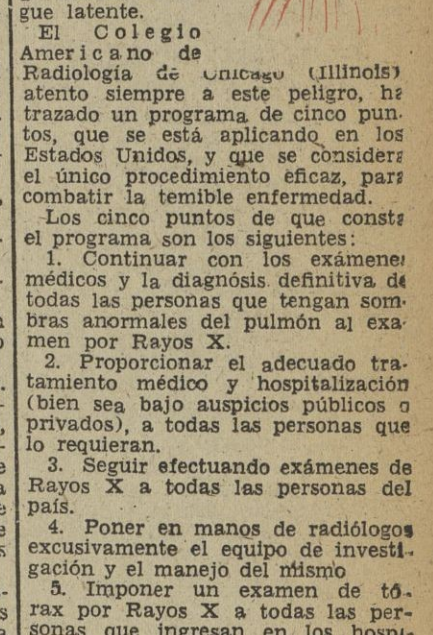 gue latente.
El Colegio
Americano de
Radiología de Chicago (Illinois)
atento siempre a este peligro, ha
trazado un programa de cinco pun-
tos, que se está aplicando en los
Estados Unidos, y que se considera
el único procedimiento eficaz, para
combatir la temible enfermedad.
Los cinco puntos de que consta
el programa son los siguientes:
1. Continuar con los exámenes
médicos y la diagnósis definitiva de
todas las personas que tengan som-
bras anormales del pulmón al exa-
men por Rayos X.
2. Proporcionar el adecuado tra-
tamiento médico y hospitalización
(bien sea bajo auspicios públicos o
privados), a todas las personas que
lo requieran.
3. Seguir efectuando exámenes de
Rayos X a todas las personas del
país.
4. Poner en manos de radiólogos
excusivamente el equipo de investi-
gación y el manejo del mismo
5. Imponer un examen de tó-
rax por Rayos X a todas las per-
sonas que ingresan en los hospi-